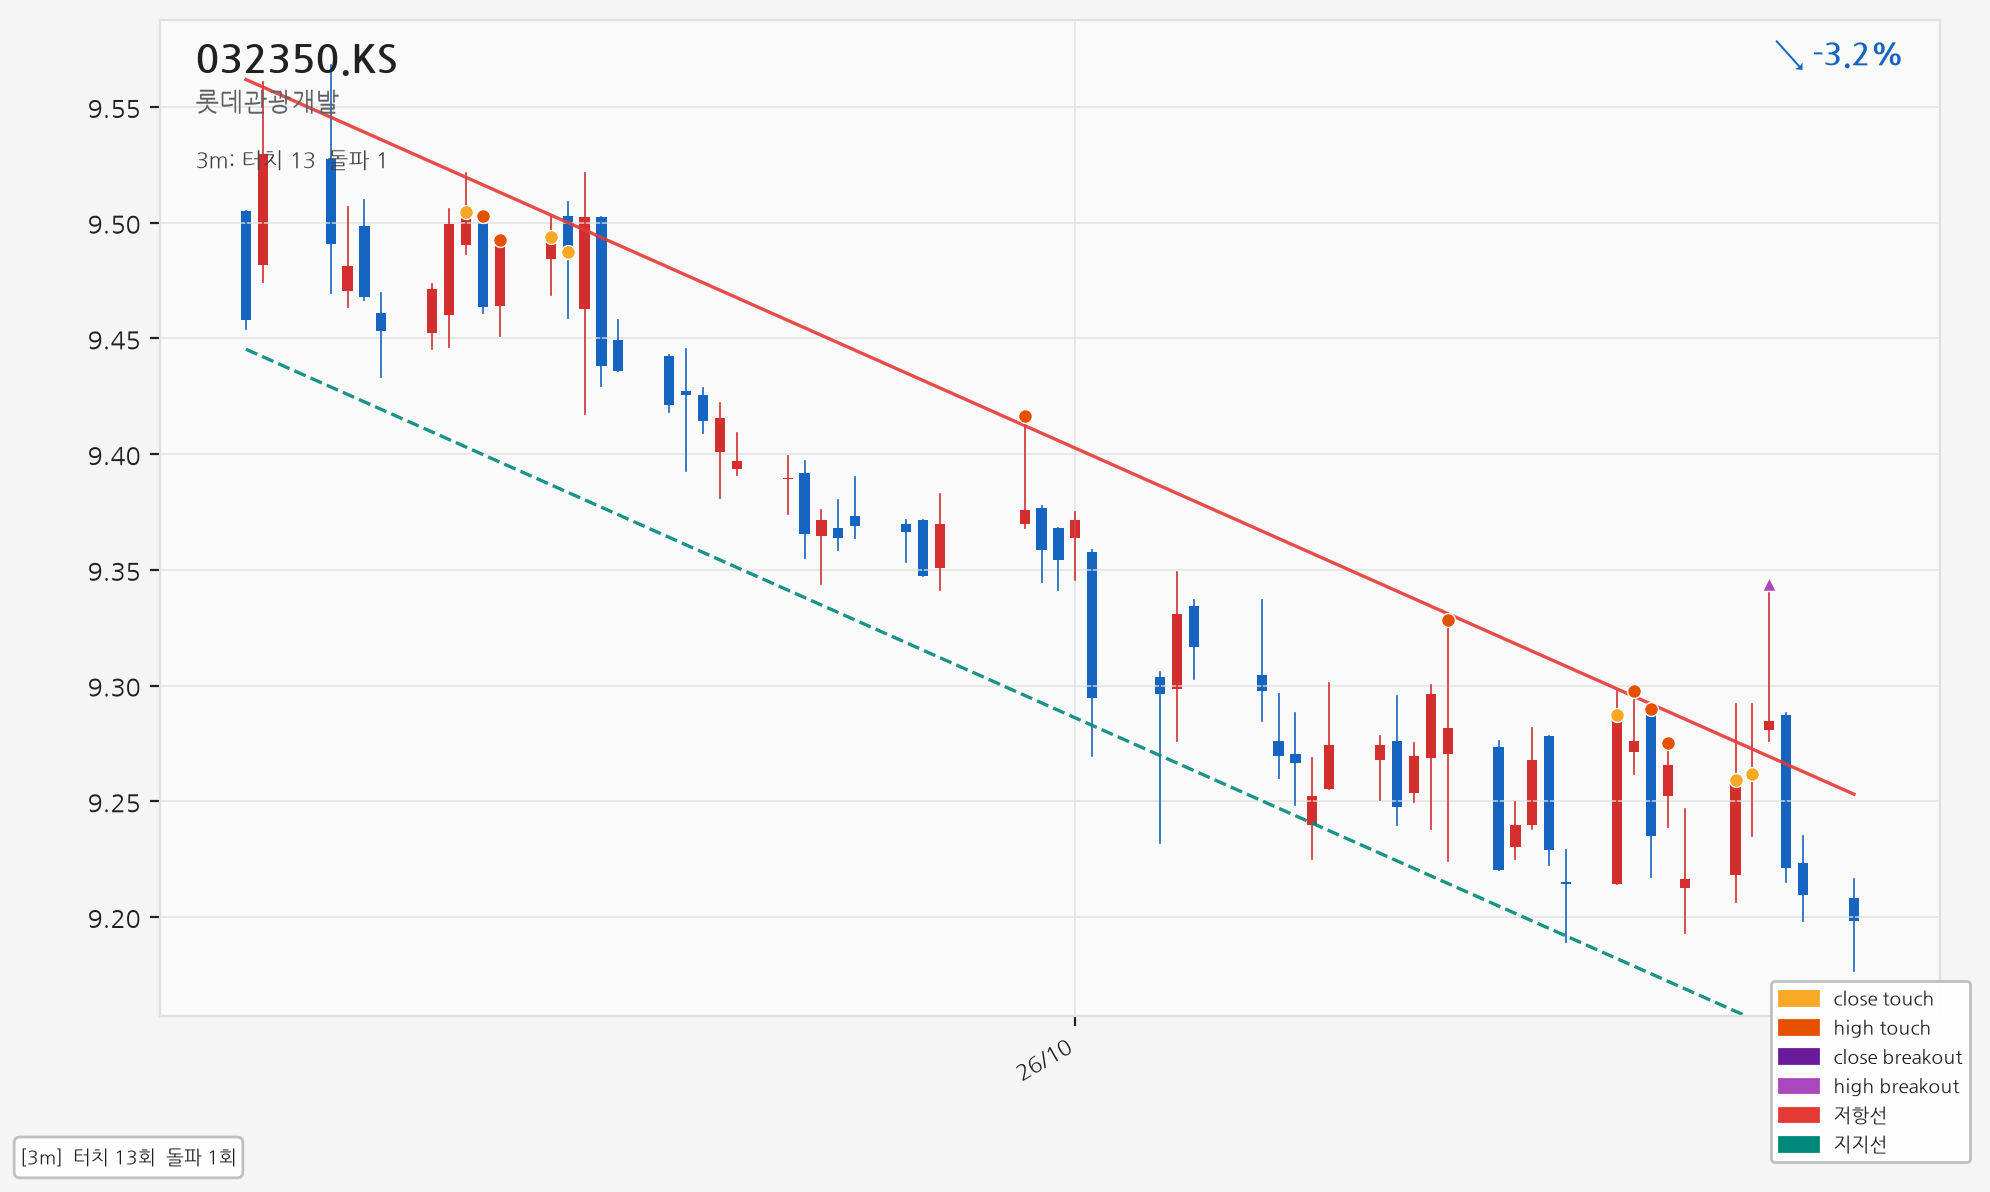 032350.KS
롯데관광개발
3m: 터치 13 돌파 1
-3.2%
9.55
9.50
9.45
9.40
9.35
9.30
9.25
9.20
26/10
close touch
high touch
close breakout
high breakout
저항선
지지선
[3m] 터치 13회 돌파 1회